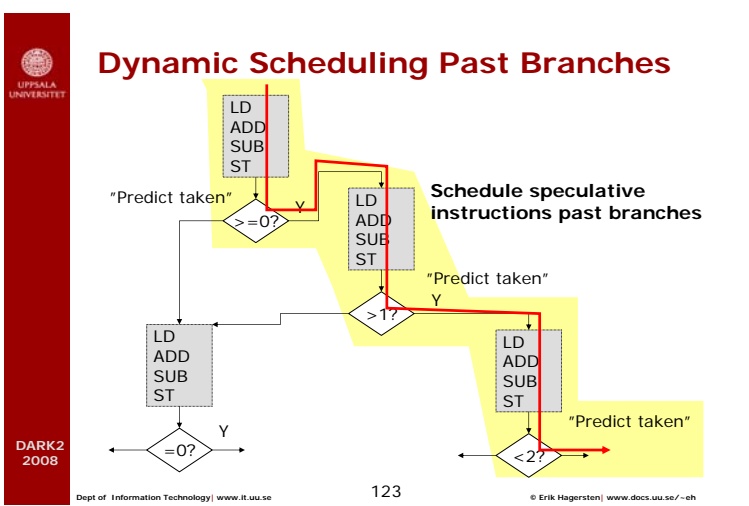 UPPSALA
UNIVERSITET
Dynamic Scheduling Past Branches
LD
ADD
SUB
ST
"Predict taken"
Y
>=0?
LD
ADD
SUB
ST
Schedule speculative
instructions past branches
"Predict taken"
Y
>1?
LD
ADD
SUB
ST
Y
=0?
LD
ADD
SUB
ST
"Predict taken"
<2?
DARK2
2008
Dept of Information Technology| www.it.uu.se
123
© Erik Hagersten| www.docs.uu.se/~eh